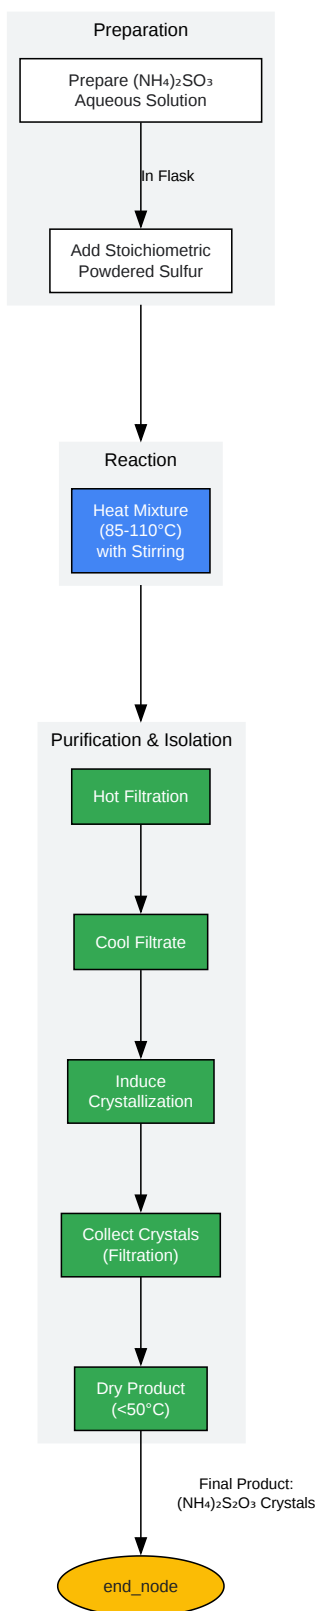 Preparation
Prepare (NH₄)₂SO₃
Aqueous Solution
In Flask
Add Stoichiometric
Powdered Sulfur
Reaction
Heat Mixture
(85-110°C)
with Stirring
Purification & Isolation
Hot Filtration
Cool Filtrate
Induce
Crystallization
Collect Crystals
(Filtration)
Dry Product
(<50°C)
Final Product:
(NH₄)₂S₂O₃ Crystals
end_node